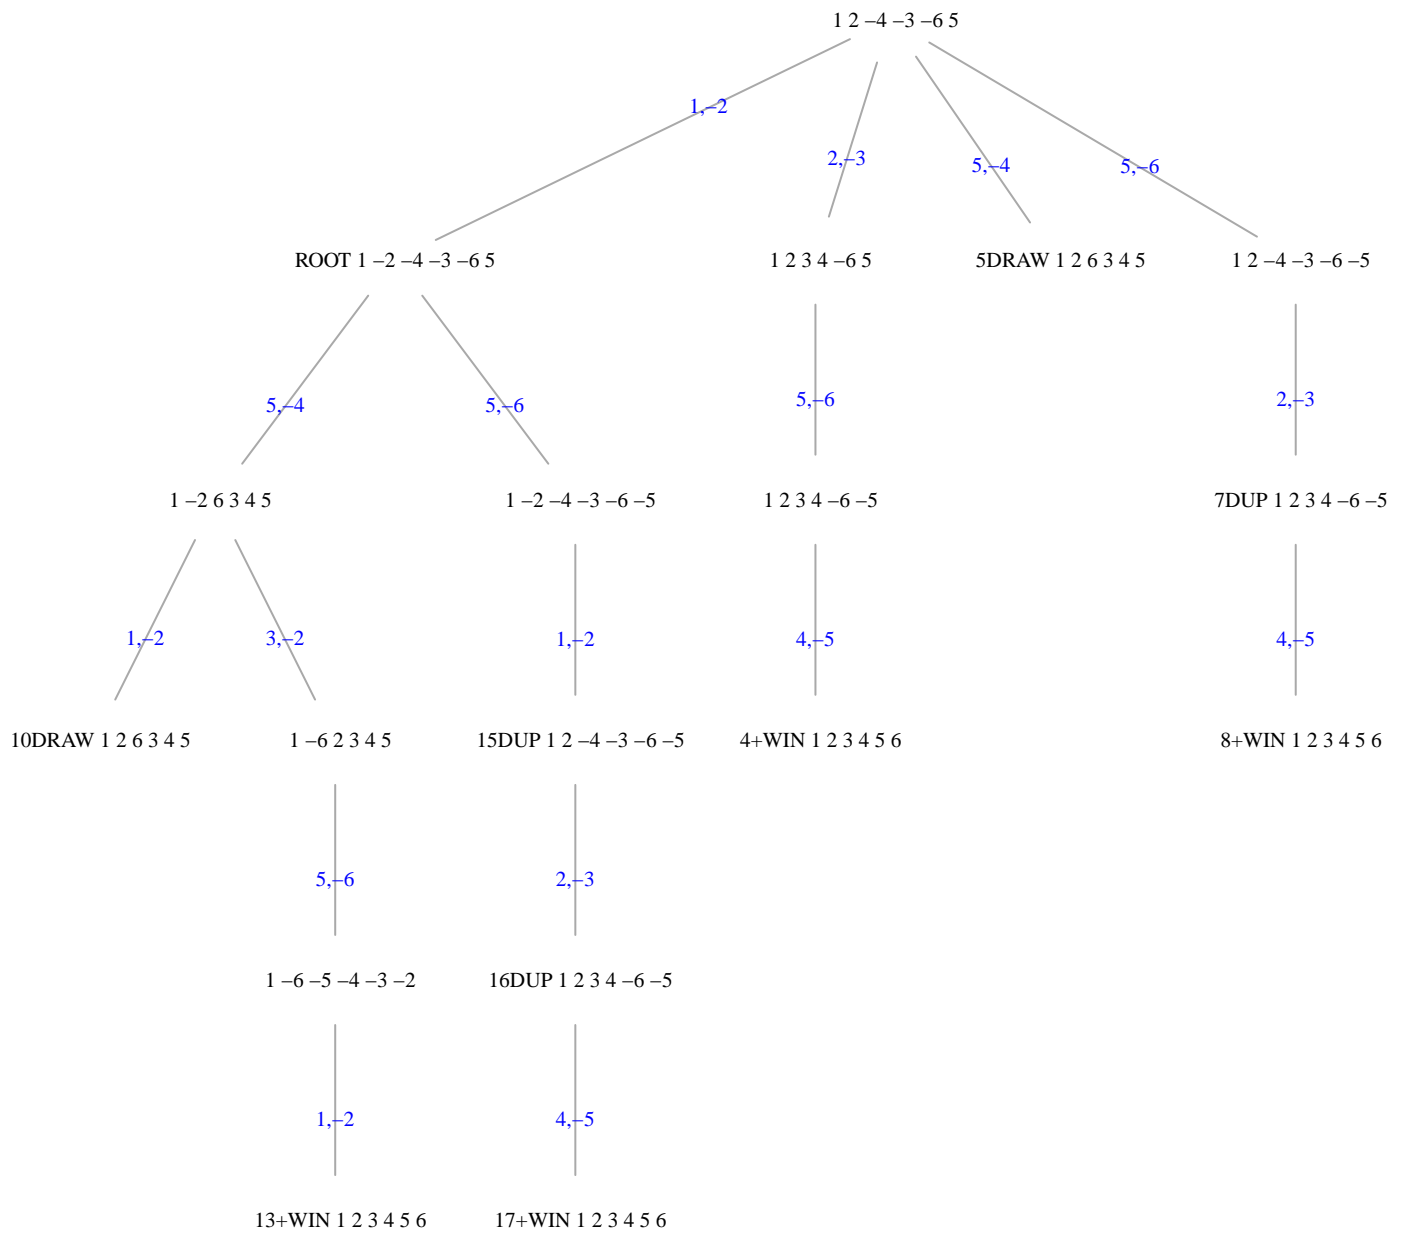 1 2 –4 –3 –6 5
1,–2
2,–3
5,–4
5,–6
ROOT 1 –2 –4 –3 –6 5
1 2 3 4 –6 5
5DRAW 1 2 6 3 4 5
1 2 –4 –3 –6 –5
5,–4
5,–6
5,–6
2,–3
1 –2 6 3 4 5
1 –2 –4 –3 –6 –5
1 2 3 4 –6 –5
7DUP 1 2 3 4 –6 –5
1,–2
3,–2
1,–2
4,–5
4,–5
10DRAW 1 2 6 3 4 5
1 –6 2 3 4 5
15DUP 1 2 –4 –3 –6 –5
4+WIN 1 2 3 4 5 6
8+WIN 1 2 3 4 5 6
5,–6
2,–3
1 –6 –5 –4 –3 –2
16DUP 1 2 3 4 –6 –5
1,–2
4,–5
13+WIN 1 2 3 4 5 6
17+WIN 1 2 3 4 5 6